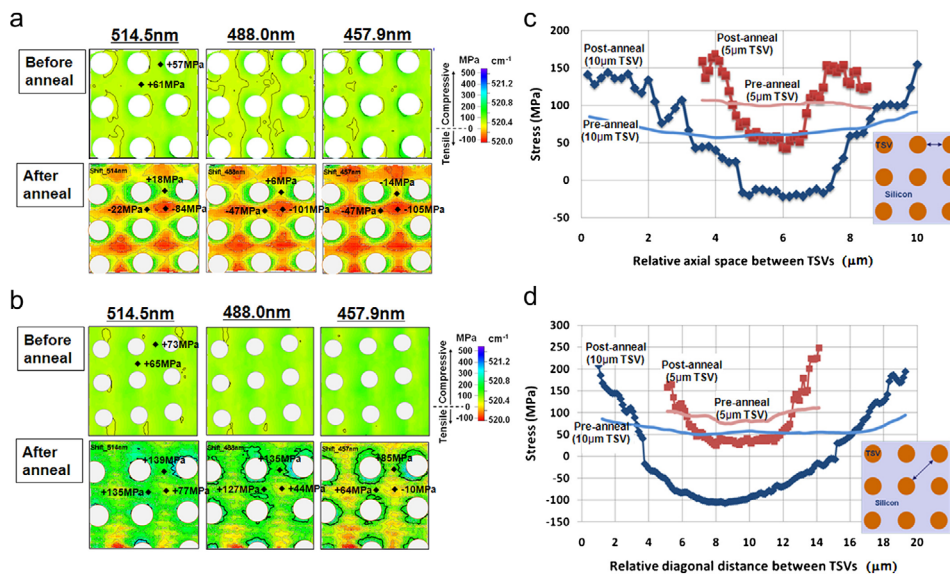 a
514.5nm 488.0nm 457.9nm
Before anneal
+57MPa
+61MPa
MPa cm⁻¹
500
400
300
200
100
0
-100
521.2
520.8
520.4
520.0
Tensile Compressive
After anneal
Shift_514nm
+18MPa
-22MPa
-84MPa
Shift_488nm
+6MPa
-47MPa
-101MPa
Shift_457nm
-14MPa
-47MPa
-105MPa
b
514.5nm 488.0nm 457.9nm
Before anneal
+73MPa
+65MPa
MPa cm⁻¹
500
400
300
200
100
0
-100
521.2
520.8
520.4
520.0
Tensile Compressive
After anneal
Shift_514nm
+139MPa
+135MPa
+77MPa
Shift_488nm
+135MPa
+127MPa
+44MPa
Shift_457nm
+64MPa
-10MPa
c
200
150
100
50
0
-50
-100
Stress (MPa)
Post-anneal
(10μm TSV)
Post-anneal
(5μm TSV)
Pre-anneal
(5μm TSV)
Pre-anneal
(10μm TSV)
TSV
Silicon
0 2 4 6 8 10
Relative axial space between TSVs (μm)
d
300
250
200
150
100
50
0
-50
-100
-150
Stress (MPa)
Post-anneal
(10μm TSV)
Post-anneal
(5μm TSV)
Pre-anneal
(5μm TSV)
Pre-anneal
(10μm TSV)
TSV
Silicon
0 2 4 6 8 10 12 14 16 18 20
Relative diagonal distance between TSVs (μm)